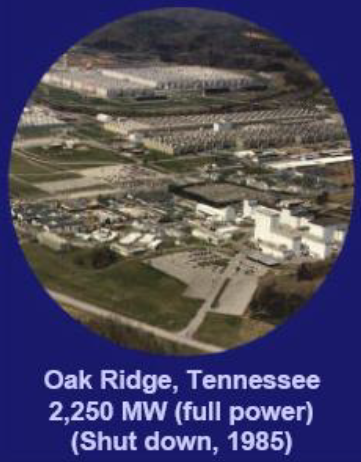 Oak Ridge, Tennessee
2,250 MW (full power)
(Shut down, 1985)